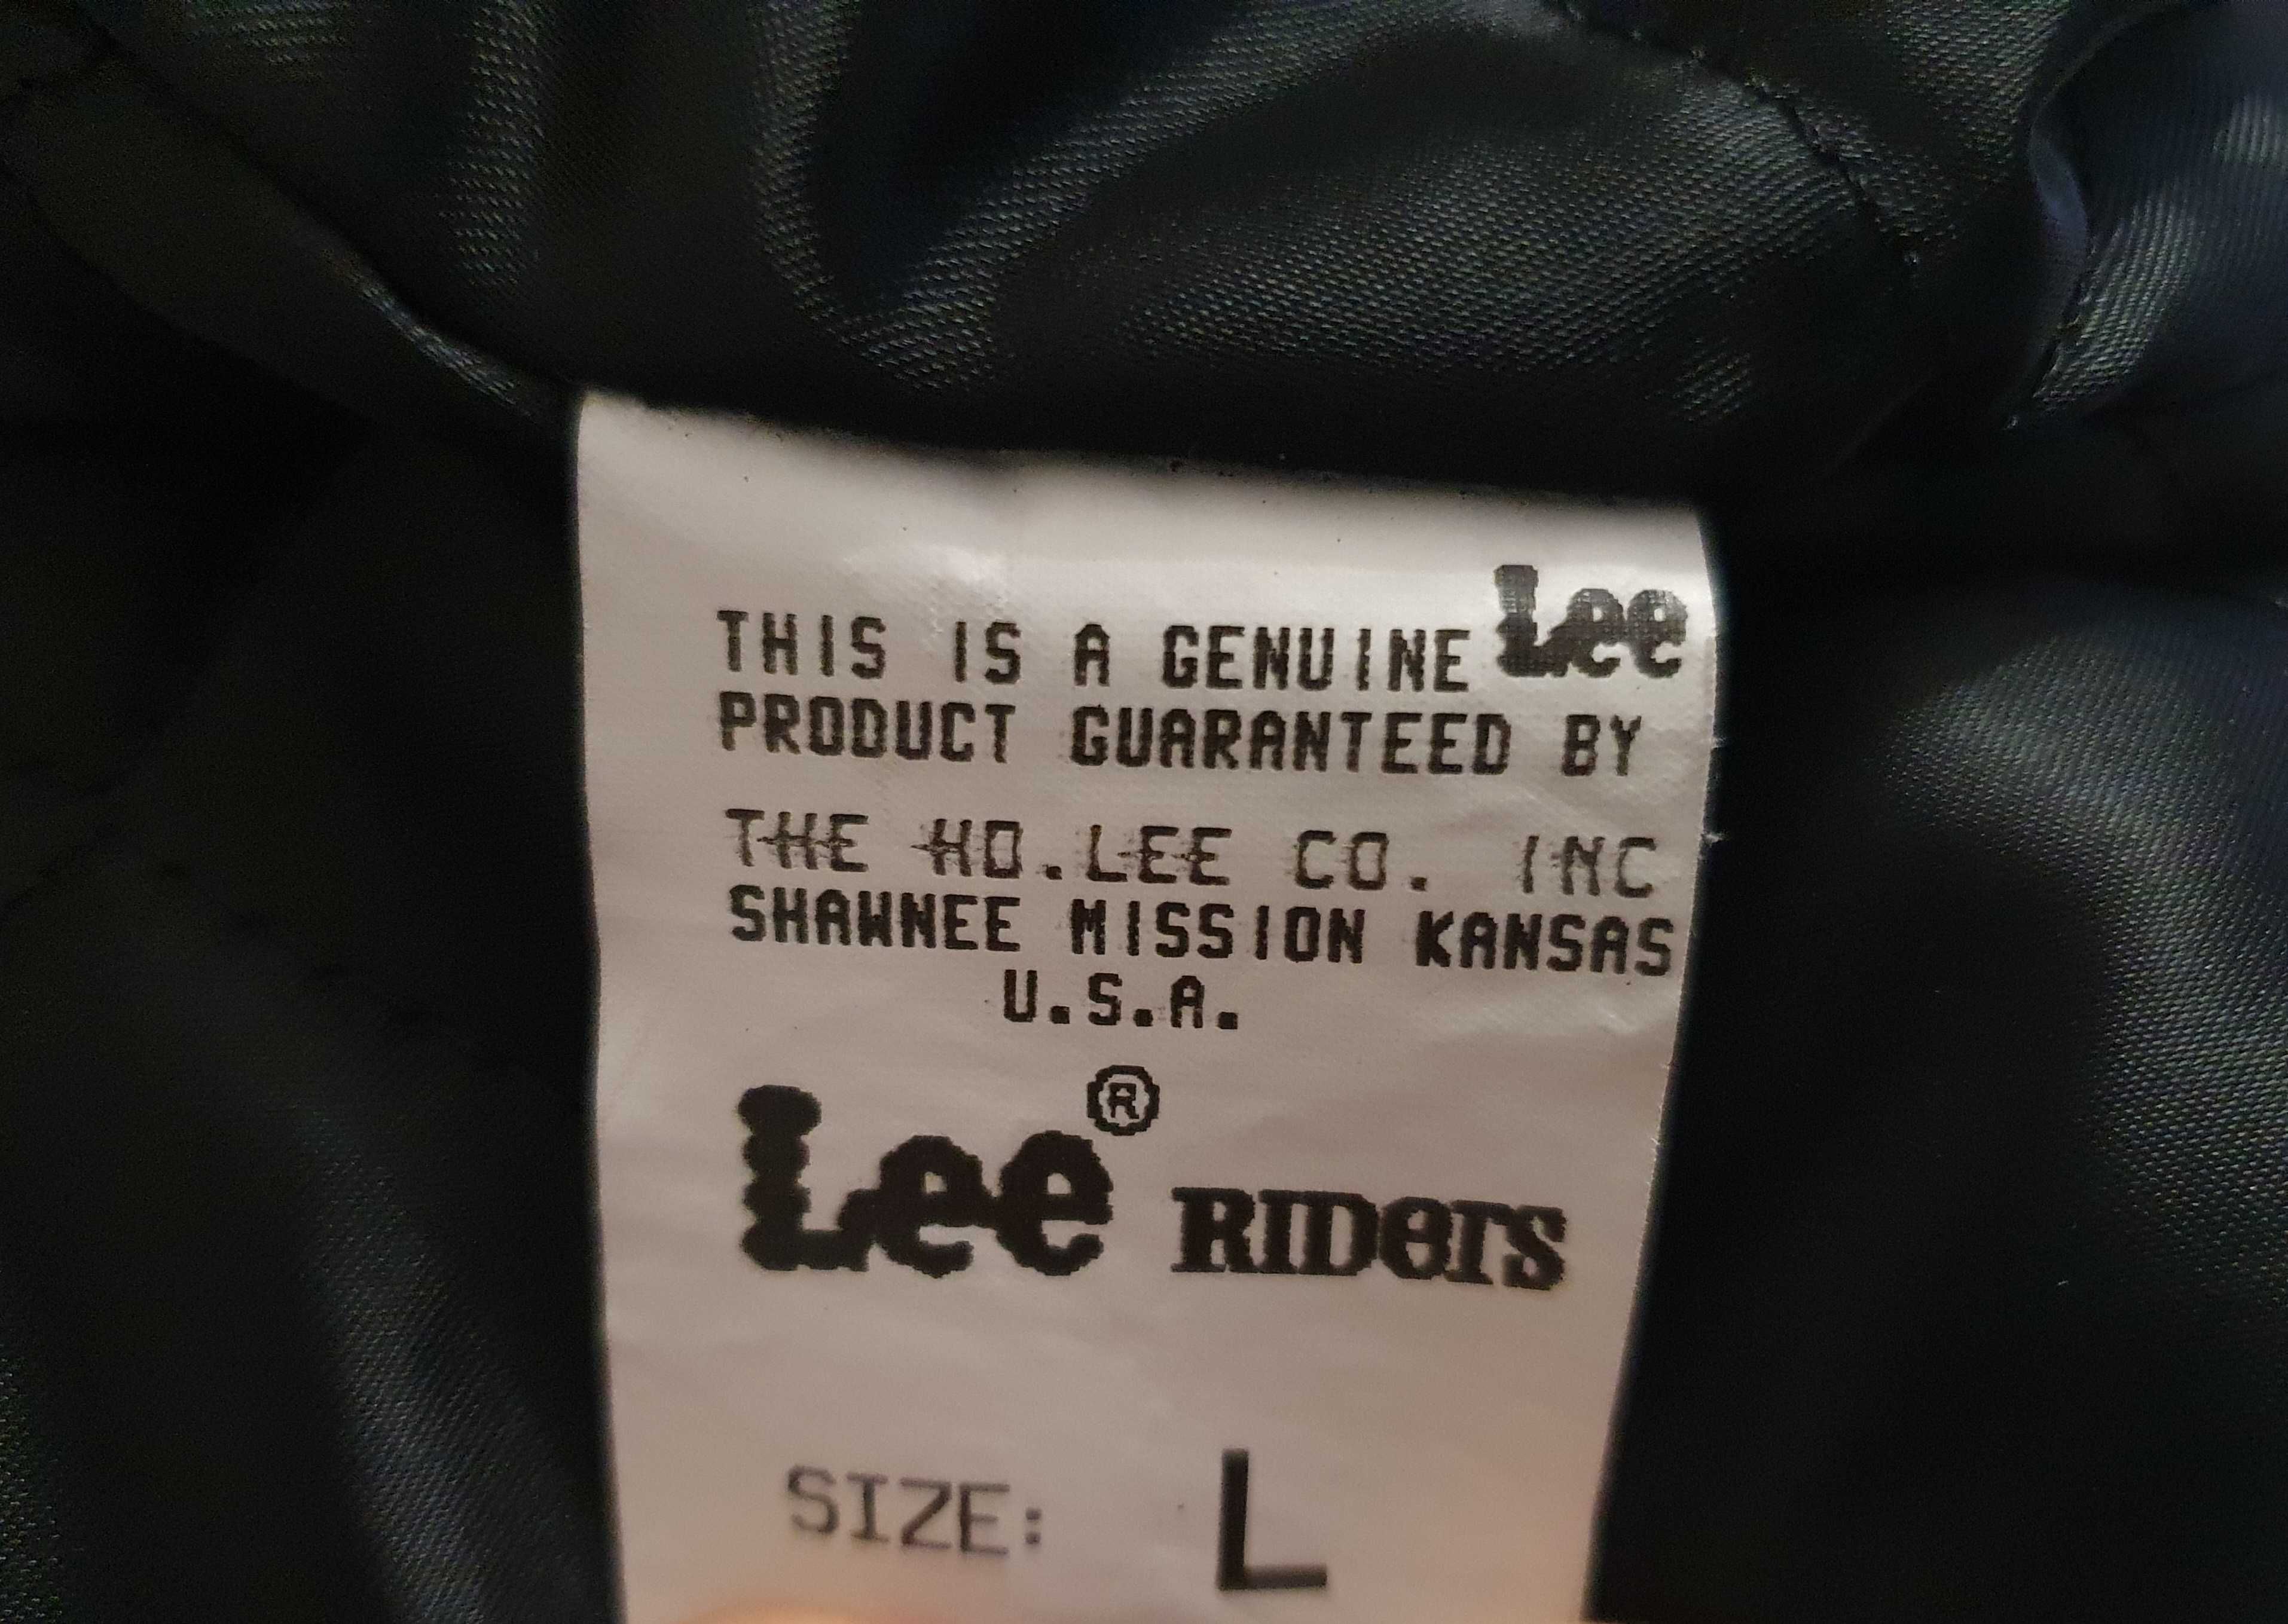 THIS IS A GENUINE Lee
PRODUCT GUARANTEED BY
THE HD.LEE CO. INC
SHAWNEE MISSION KANSAS
U.S.A.
Lee® RIDERS
SIZE: L